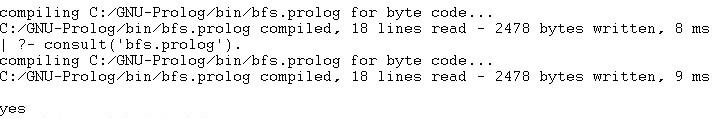 compiling C:/GNU-Prolog/bin/bfs.prolog for byte code...
C:/GNU-Prolog/bin/bfs.prolog compiled, 18 lines read - 2478 bytes written, 8 ms
| ?- consult('bfs.prolog').
compiling C:/GNU-Prolog/bin/bfs.prolog for byte code...
C:/GNU-Prolog/bin/bfs.prolog compiled, 18 lines read - 2478 bytes written, 9 ms
yes